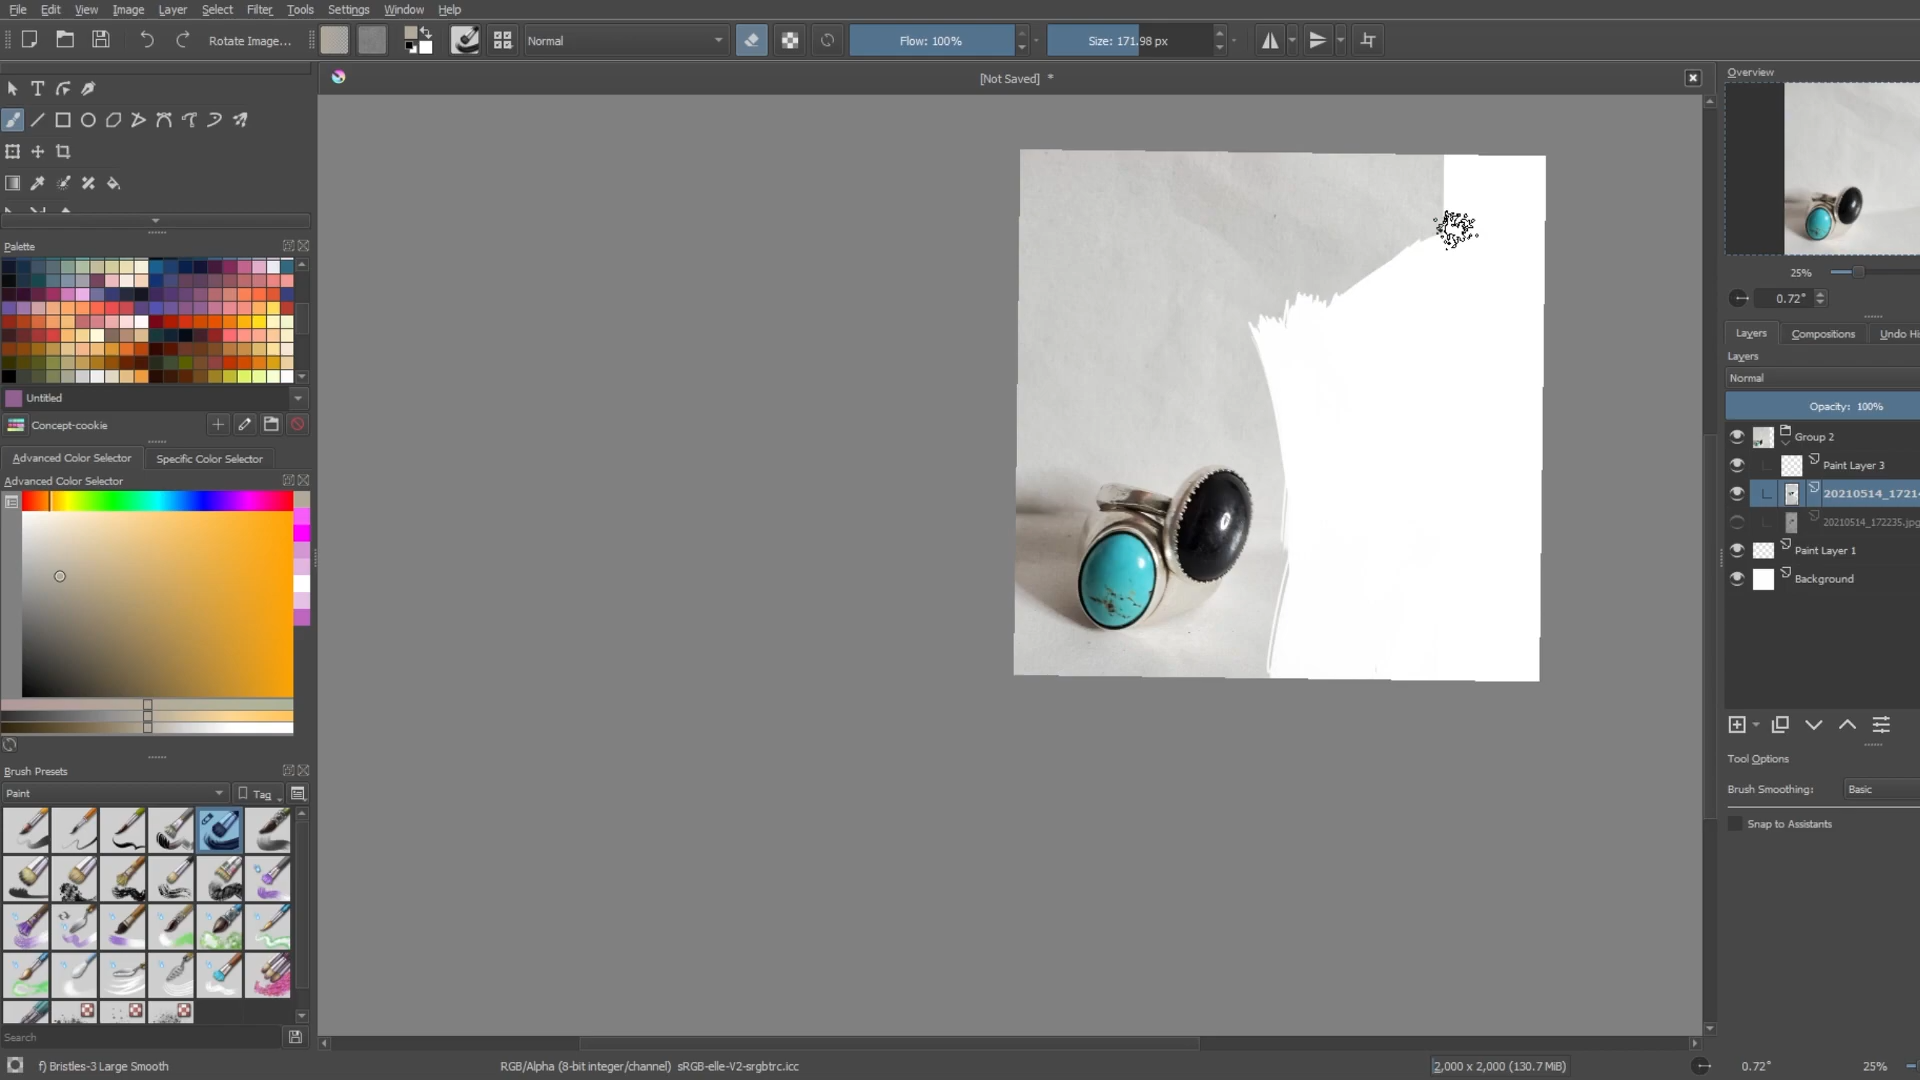 File Edit View Image Layer Select Filter Tools Settings Window Help
Rotate Image...
Normal
Flow: 100%
Size: 171.98 px
[Not Saved] *
Palette
Untitled
Concept-cookie
Advanced Color Selector
Specific Color Selector
Advanced Color Selector
Brush Presets
Paint
Tag
Search
f) Bristles-3 Large Smooth
RGB/Alpha (8-bit integer/channel) sRGB-elle-V2-srgbtrc.icc
2,000 x 2,000 (130.7 MiB)
0.72°
25%
Overview
25%
0.72°
Layers
Compositions
Undo Hi
Layers
Normal
Opacity: 100%
Group 2
Paint Layer 3
20210514_1721
20210514_172235.jpg
Paint Layer 1
Background
Tool Options
Brush Smoothing:
Basic
Snap to Assistants